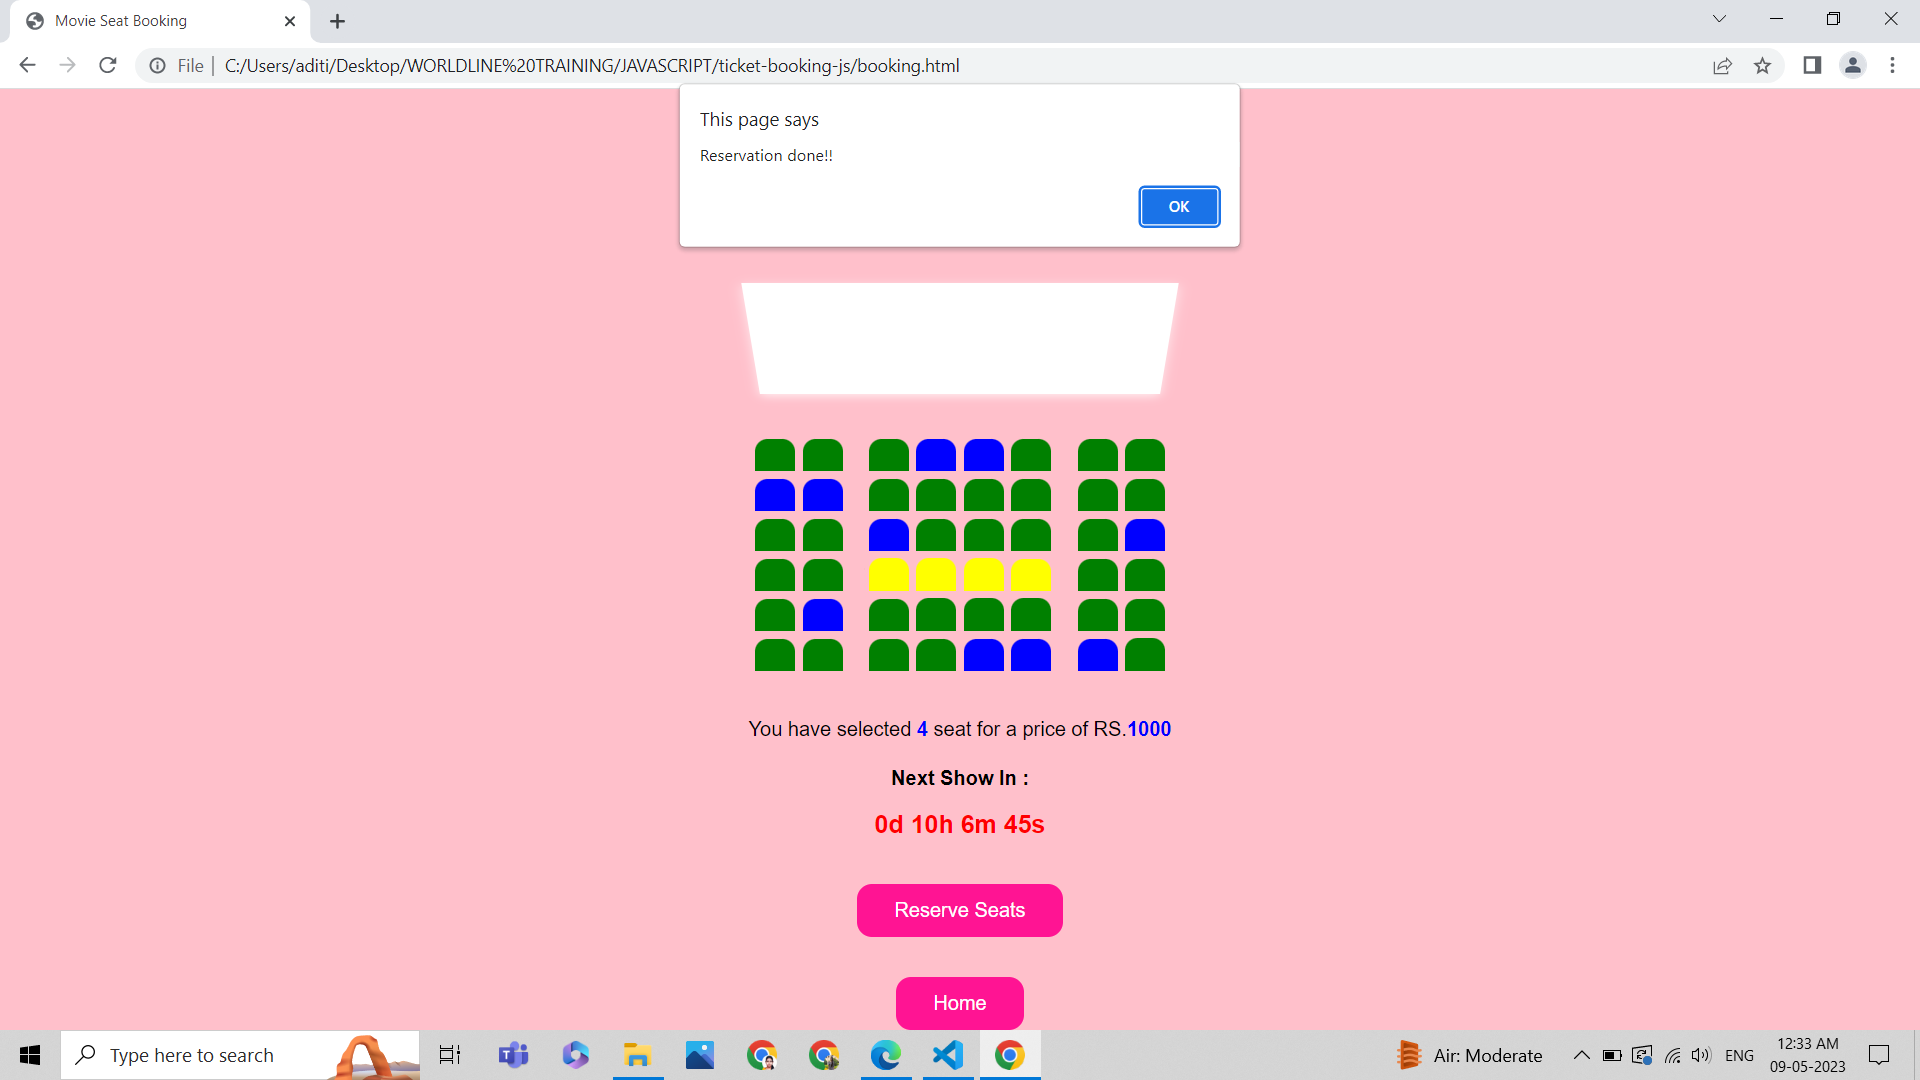 Movie Seat Booking
File | C:/Users/aditi/Desktop/WORLDLINE%20TRAINING/JAVASCRIPT/ticket-booking-js/booking.html
This page says
Reservation done!!
OK
You have selected 4 seat for a price of RS.1000
Next Show In :
0d 10h 6m 45s
Reserve Seats
Home
Type here to search
Air: Moderate
ENG
12:33 AM
09-05-2023